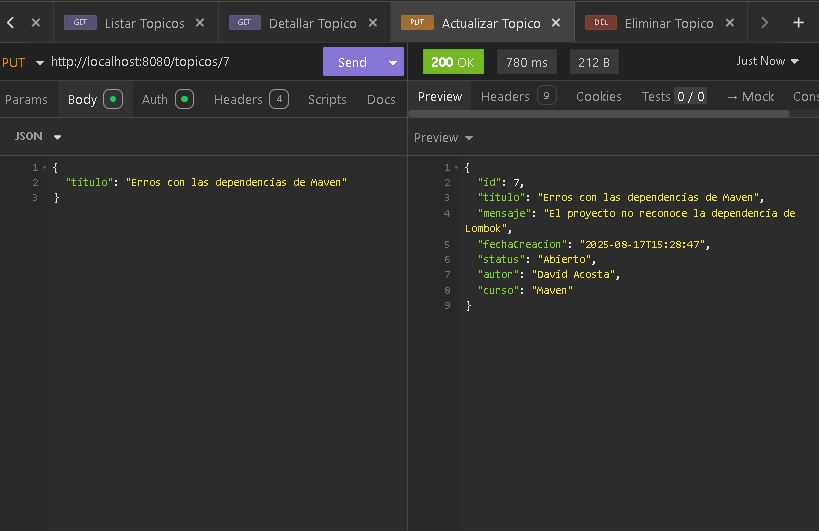 GET Listar Topicos
GET Detallar Topico
PUT Actualizar Topico
DEL Eliminar Topico
PUT http://localhost:8080/topicos/7 Send
200 OK 780 ms 212 B Just Now
Params Body Auth Headers 4 Scripts Docs
Preview Headers 9 Cookies Tests 0 / 0 → Mock Cons
JSON
Preview
1 {
2 "titulo": "Erros con las dependencias de Maven"
3 }
1 {
2 "id": 7,
3 "titulo": "Erros con las dependencias de Maven",
4 "mensaje": "El proyecto no reconoce la dependencia de
Lombok",
5 "fechaCreacion": "2025-08-17T15:28:47",
6 "status": "Abierto",
7 "autor": "David Acosta",
8 "curso": "Maven"
9 }